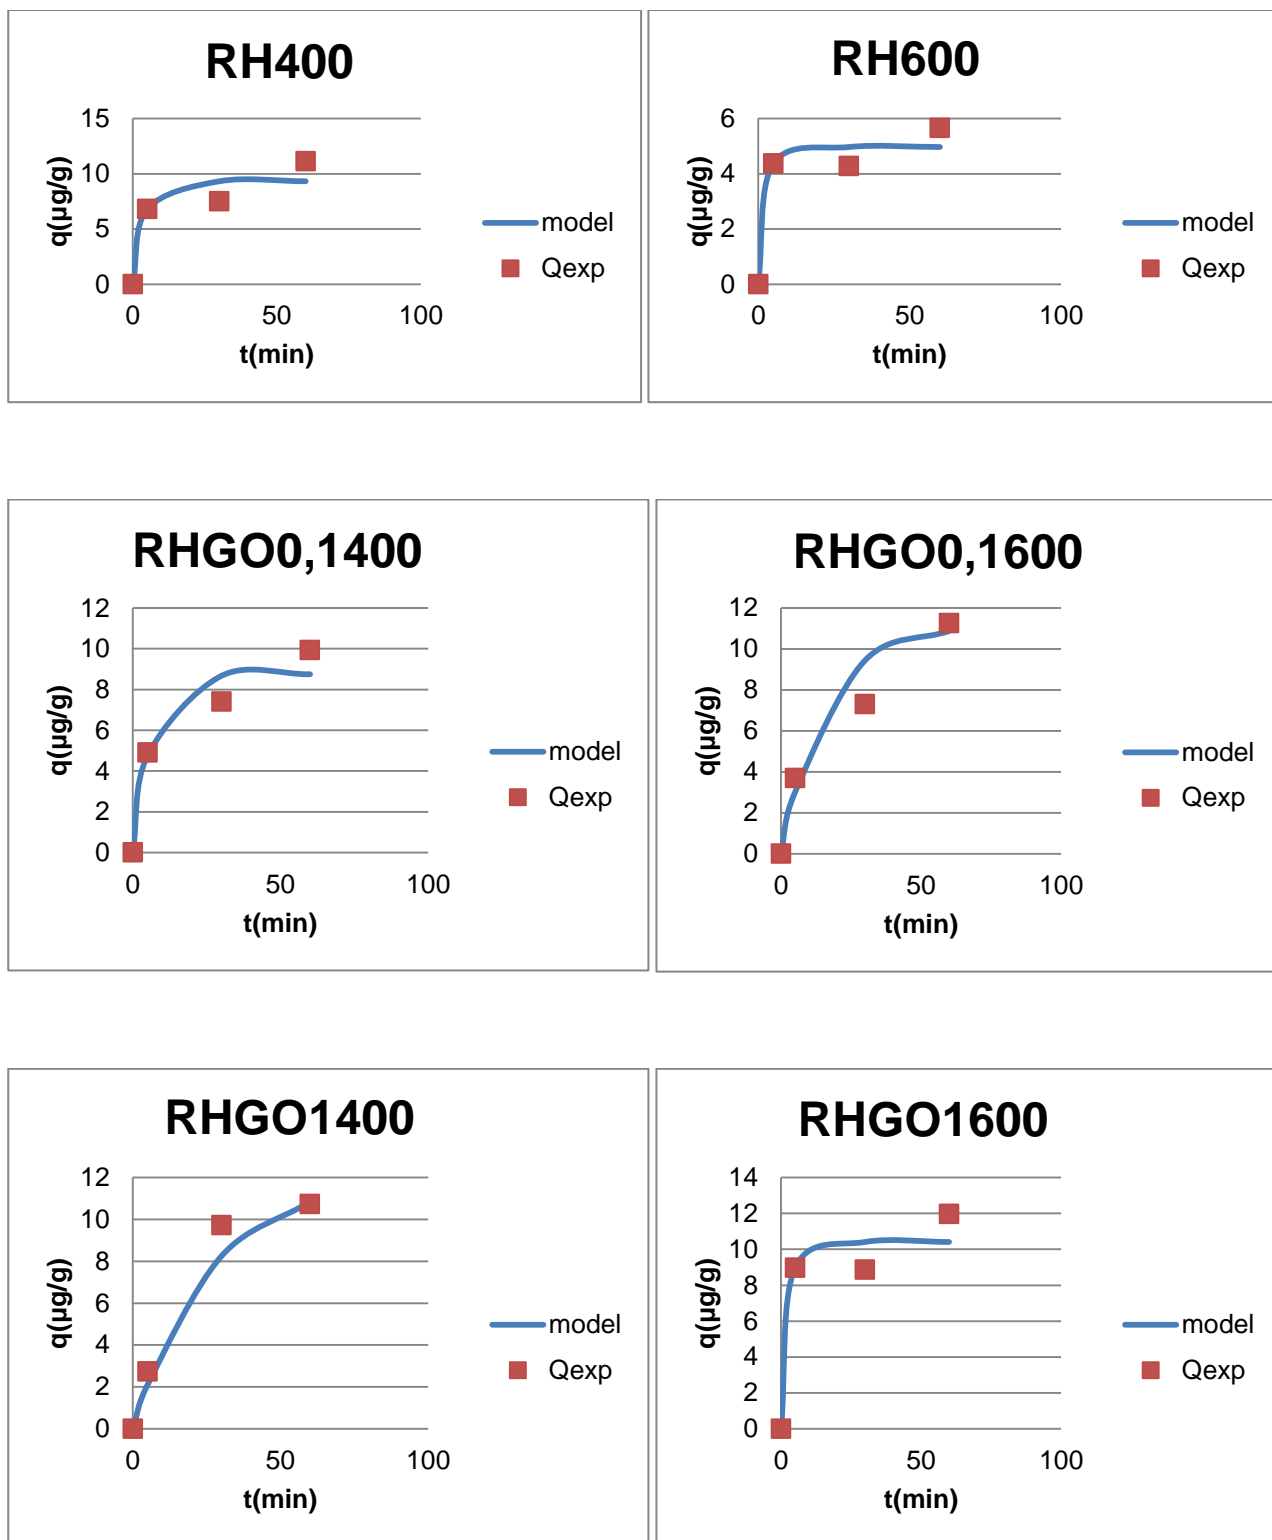 RH400
15
10
5
0
0 50 100
q(µg/g)
t(min)
model
Qexp
RH600
6
4
2
0
0 50 100
q(µg/g)
t(min)
model
Qexp
RHGO0,1400
12
10
8
6
4
2
0
0 50 100
q(µg/g)
t(min)
model
Qexp
RHGO0,1600
12
10
8
6
4
2
0
0 50 100
q(µg/g)
t(min)
model
Qexp
RHGO1400
12
10
8
6
4
2
0
0 50 100
q(µg/g)
t(min)
model
Qexp
RHGO1600
14
12
10
8
6
4
2
0
0 50 100
q(µg/g)
t(min)
model
Qexp